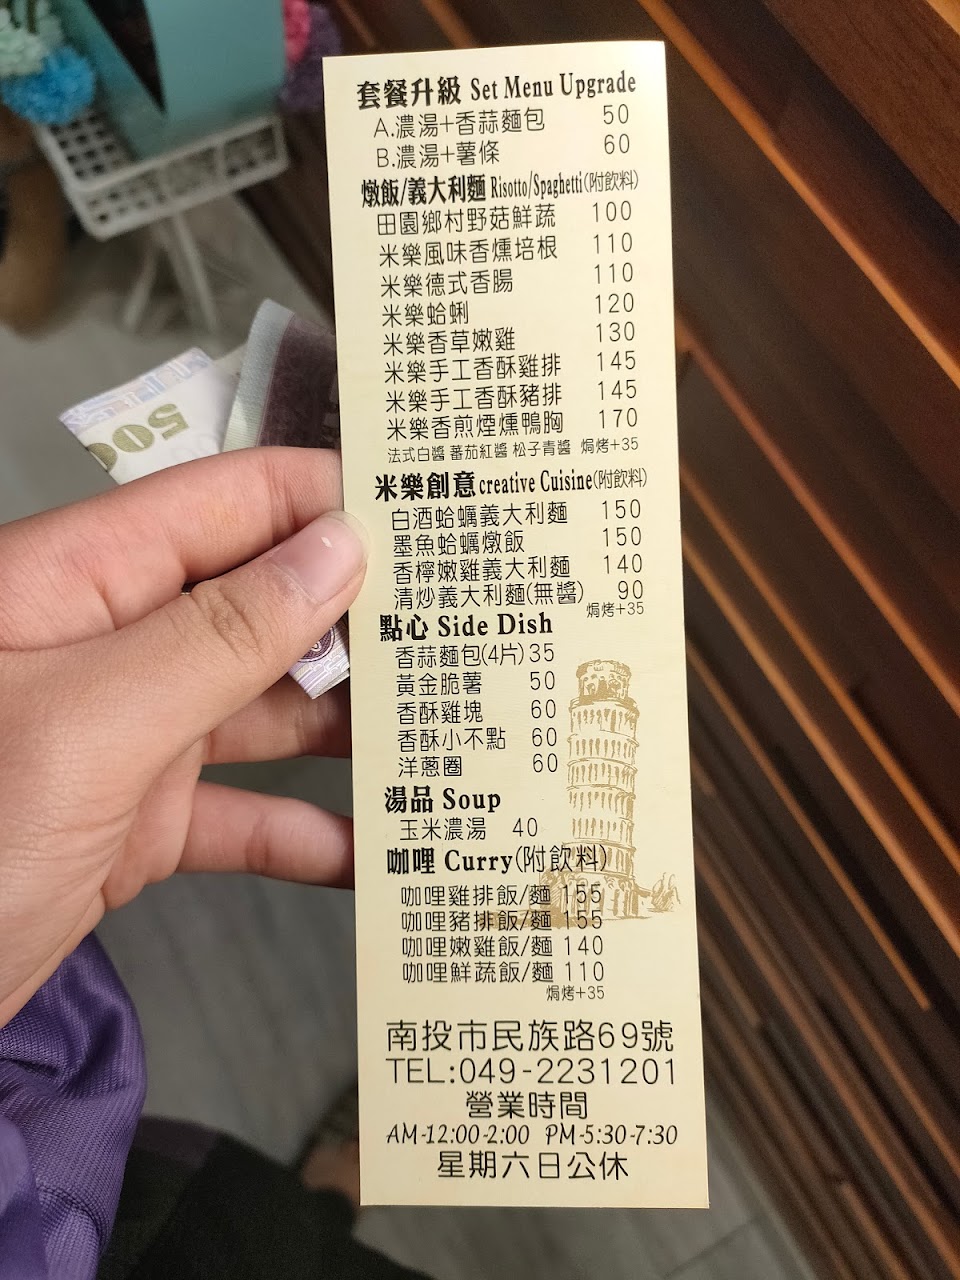 套餐升級 Set Menu Upgrade
A.濃湯+香蒜麵包 50
B.濃湯+薯條 60
燉飯/義大利麵 Risotto/Spaghetti(附飲料)
田園鄉村野菇鮮蔬 100
米樂風味香燻培根 110
米樂德式香腸 110
米樂蛤蜊 120
米樂香草嫩雞 130
米樂手工香酥雞排 145
米樂手工香酥豬排 145
米樂香煎煙燻鴨胸 170
法式白醬 蕃茄紅醬 松子青醬 焗烤+35
米樂創意 creative Cuisine(附飲料)
白酒蛤蠣義大利麵 150
墨魚蛤蠣燉飯 150
香檸嫩雞義大利麵 140
清炒義大利麵(無醬) 90
焗烤+35
點心 Side Dish
香蒜麵包(4片) 35
黃金脆薯 50
香酥雞塊 60
香酥小不點 60
洋蔥圈 60
湯品 Soup
玉米濃湯 40
咖哩 Curry(附飲料)
咖哩雞排飯/麵 155
咖哩豬排飯/麵 155
咖哩嫩雞飯/麵 140
咖哩鮮蔬飯/麵 110
焗烤+35
南投市民族路69號
TEL:049-2231201
營業時間
AM-12:00-2:00 PM-5:30-7:30
星期六日公休
500